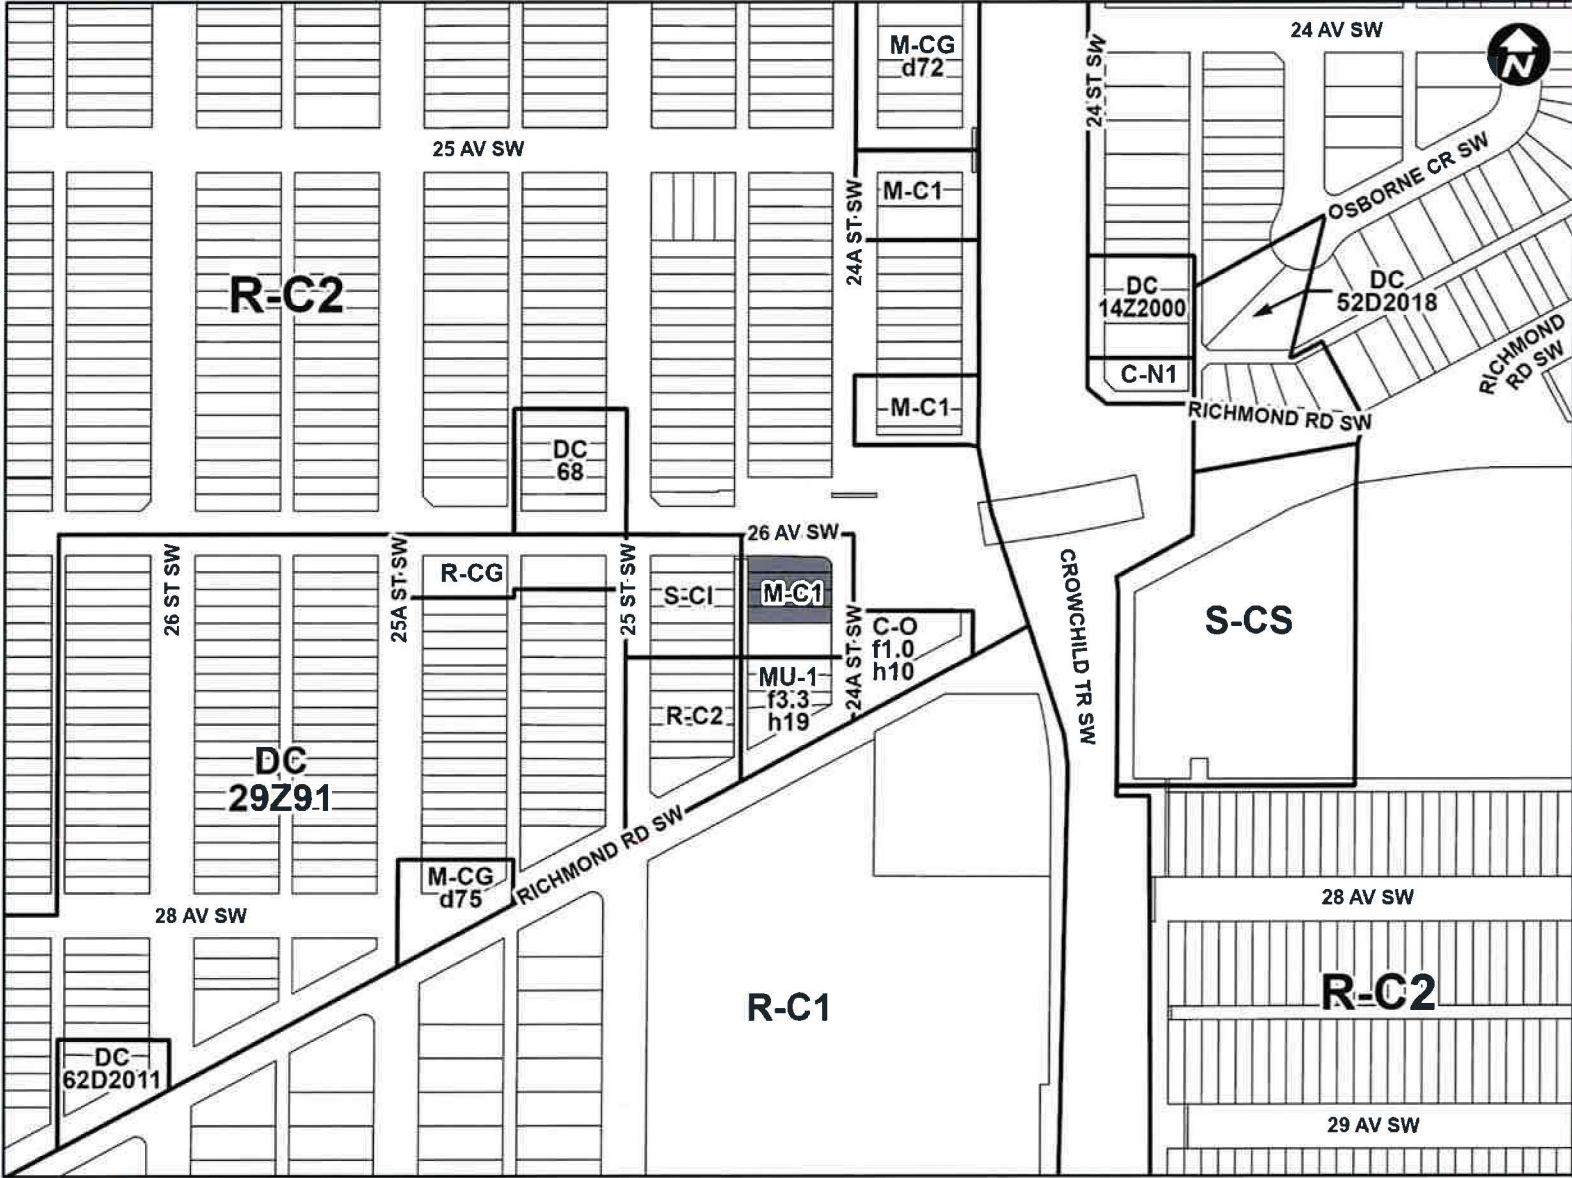 24 AV SW
N
M-CG
d72
24 ST SW
25 AV SW
OSBORNE CR SW
M-C1
24A ST SW
R-C2
DC
14Z2000
DC
52D2018
RICHMOND
RD SW
C-N1
M-C1
RICHMOND RD SW
DC
68
26 AV SW
26 ST SW
25A ST SW
R-CG
25 ST SW
S-CI
M-C1
24A ST SW
C-O
f1.0
h10
CROWCHILD TR SW
S-CS
MU-1
f3.3
h19
R-C2
DC
29Z91
RICHMOND RD SW
M-CG
d75
28 AV SW
28 AV SW
R-C1
R-C2
DC
62D2011
29 AV SW